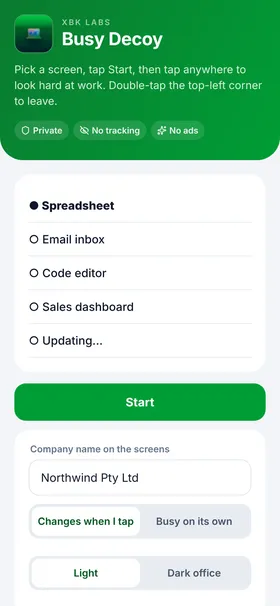 XBK LABS
Busy Decoy
Pick a screen, tap Start, then tap anywhere to
look hard at work. Double-tap the top-left corner
to leave.
Private
No tracking
No ads
Spreadsheet
Email inbox
Code editor
Sales dashboard
Updating...
Start
Company name on the screens
Northwind Pty Ltd
Changes when I tap
Busy on its own
Light
Dark office